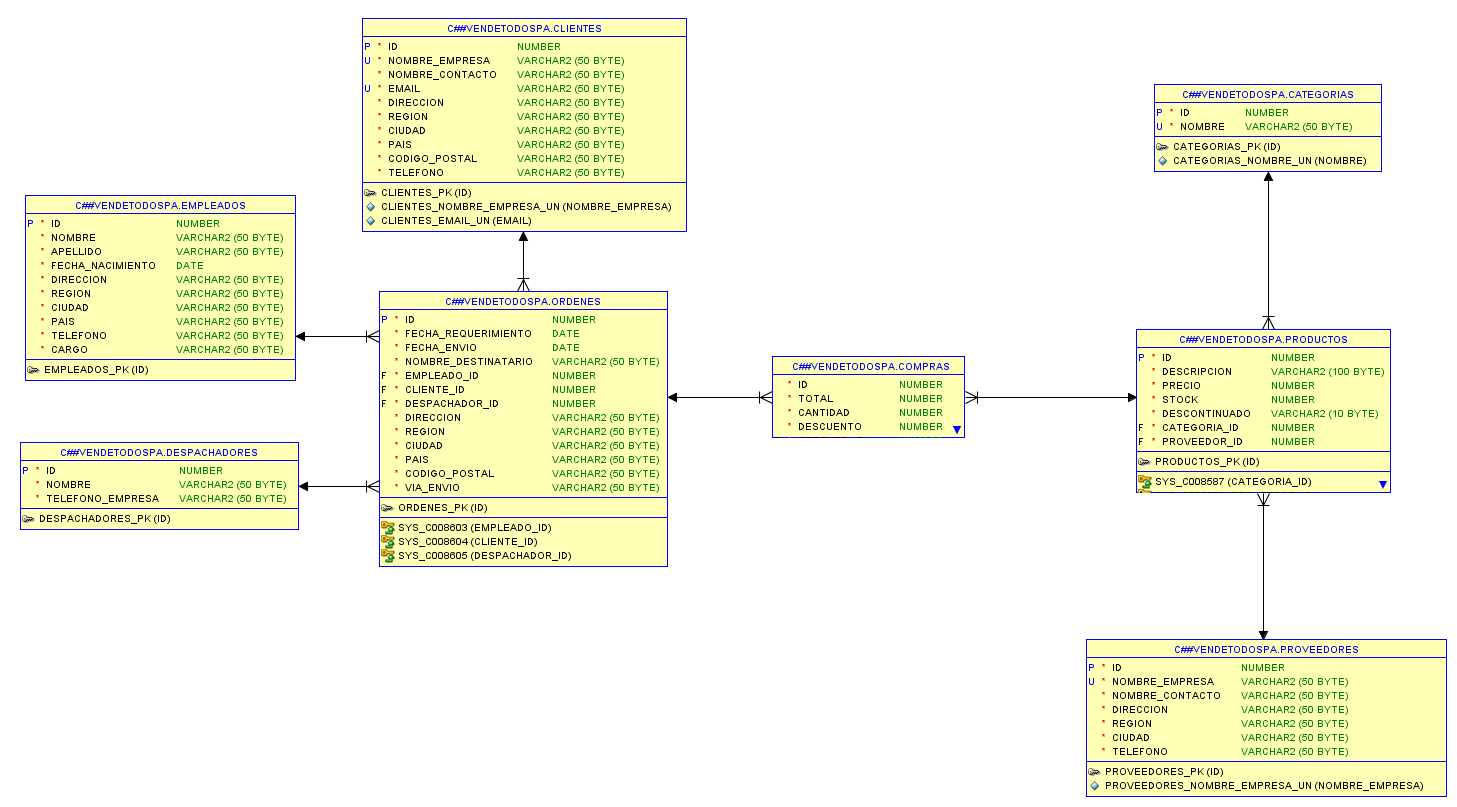 C##VENDETODOSPA.CLIENTES
P * ID NUMBER
U * NOMBRE_EMPRESA VARCHAR2 (50 BYTE)
* NOMBRE_CONTACTO VARCHAR2 (50 BYTE)
U * EMAIL VARCHAR2 (50 BYTE)
* DIRECCION VARCHAR2 (50 BYTE)
* REGION VARCHAR2 (50 BYTE)
* CIUDAD VARCHAR2 (50 BYTE)
* PAIS VARCHAR2 (50 BYTE)
* CODIGO_POSTAL VARCHAR2 (50 BYTE)
* TELEFONO VARCHAR2 (50 BYTE)
CLIENTES_PK (ID)
CLIENTES_NOMBRE_EMPRESA_UN (NOMBRE_EMPRESA)
CLIENTES_EMAIL_UN (EMAIL)
C##VENDETODOSPA.CATEGORIAS
P * ID NUMBER
U * NOMBRE VARCHAR2 (50 BYTE)
CATEGORIAS_PK (ID)
CATEGORIAS_NOMBRE_UN (NOMBRE)
C##VENDETODOSPA.EMPLEADOS
P * ID NUMBER
* NOMBRE VARCHAR2 (50 BYTE)
* APELLIDO VARCHAR2 (50 BYTE)
* FECHA_NACIMIENTO DATE
* DIRECCION VARCHAR2 (50 BYTE)
* REGION VARCHAR2 (50 BYTE)
* CIUDAD VARCHAR2 (50 BYTE)
* PAIS VARCHAR2 (50 BYTE)
* TELEFONO VARCHAR2 (50 BYTE)
* CARGO VARCHAR2 (50 BYTE)
EMPLEADOS_PK (ID)
C##VENDETODOSPA.ORDENES
P * ID NUMBER
* FECHA_REQUERIMIENTO DATE
* FECHA_ENVIO DATE
* NOMBRE_DESTINATARIO VARCHAR2 (50 BYTE)
F * EMPLEADO_ID NUMBER
F * CLIENTE_ID NUMBER
F * DESPACHADOR_ID NUMBER
* DIRECCION VARCHAR2 (50 BYTE)
* REGION VARCHAR2 (50 BYTE)
* CIUDAD VARCHAR2 (50 BYTE)
* PAIS VARCHAR2 (50 BYTE)
* CODIGO_POSTAL VARCHAR2 (50 BYTE)
* VIA_ENVIO VARCHAR2 (50 BYTE)
ORDENES_PK (ID)
SYS_C008603 (EMPLEADO_ID)
SYS_C008604 (CLIENTE_ID)
SYS_C008605 (DESPACHADOR_ID)
C##VENDETODOSPA.COMPRAS
* ID NUMBER
* TOTAL NUMBER
* CANTIDAD NUMBER
* DESCUENTO NUMBER
C##VENDETODOSPA.PRODUCTOS
P * ID NUMBER
* DESCRIPCION VARCHAR2 (100 BYTE)
* PRECIO NUMBER
* STOCK NUMBER
* DESCONTINUADO VARCHAR2 (10 BYTE)
F * CATEGORIA_ID NUMBER
F * PROVEEDOR_ID NUMBER
PRODUCTOS_PK (ID)
SYS_C008587 (CATEGORIA_ID)
C##VENDETODOSPA.DESPACHADORES
P * ID NUMBER
* NOMBRE VARCHAR2 (50 BYTE)
* TELEFONO_EMPRESA VARCHAR2 (50 BYTE)
DESPACHADORES_PK (ID)
C##VENDETODOSPA.PROVEEDORES
P * ID NUMBER
U * NOMBRE_EMPRESA VARCHAR2 (50 BYTE)
* NOMBRE_CONTACTO VARCHAR2 (50 BYTE)
* DIRECCION VARCHAR2 (50 BYTE)
* REGION VARCHAR2 (50 BYTE)
* CIUDAD VARCHAR2 (50 BYTE)
* TELEFONO VARCHAR2 (50 BYTE)
PROVEEDORES_PK (ID)
PROVEEDORES_NOMBRE_EMPRESA_UN (NOMBRE_EMPRESA)